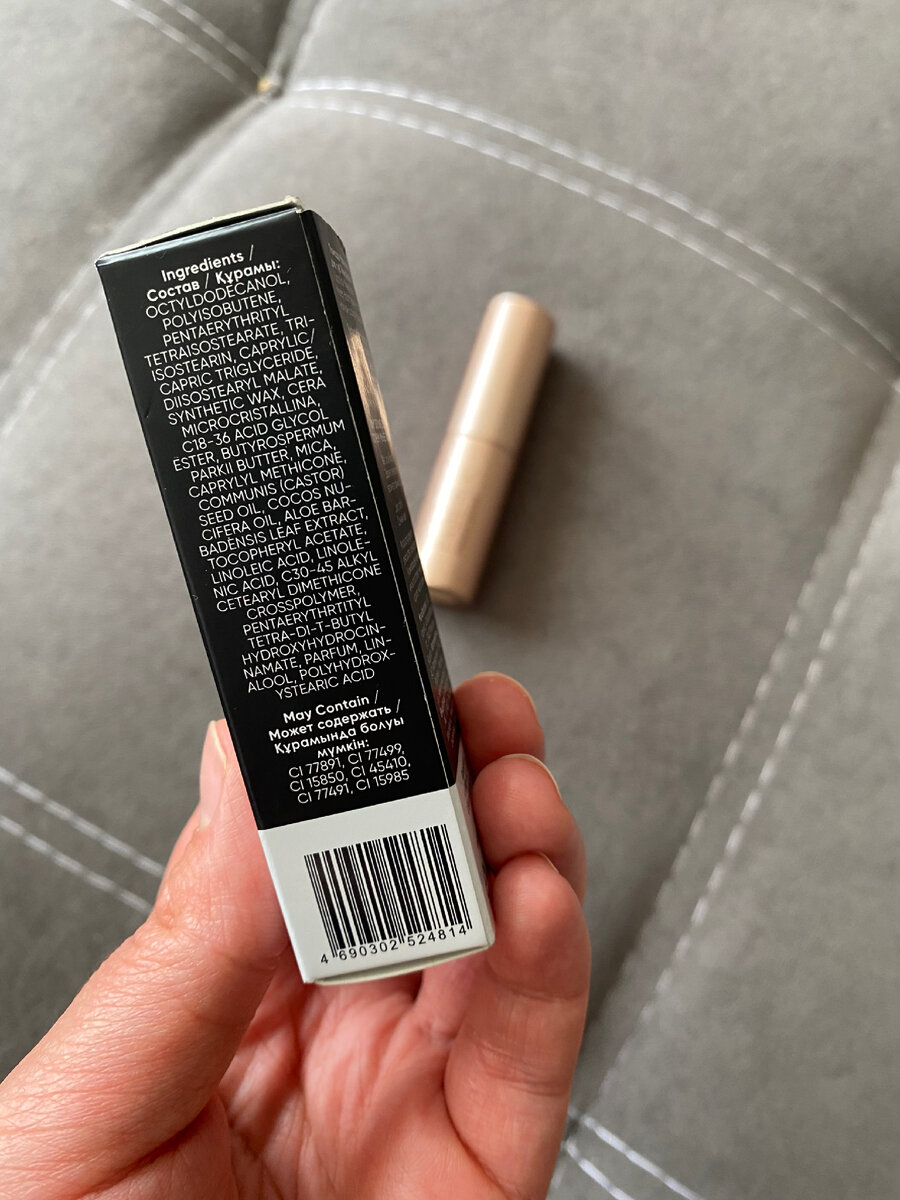 Ingredients /
Состав / Құрамы:
OCTYLDODECANOL,
POLYISOBUTENE,
PENTAERYTHRITYL
TETRAISOSTEARATE, TRI-
ISOSTEARIN, CAPRYLIC/
CAPRIC TRIGLYCERIDE,
DIISOSTEARYL MALATE,
SYNTHETIC WAX, CERA
MICROCRISTALLINA,
C18-36 ACID GLYCOL
ESTER, BUTYROSPERMUM
PARKII BUTTER, MICA,
CAPRYLYL METHICONE,
COMMUNIS (CASTOR)
SEED OIL, COCOS NU-
CIFERA OIL, ALOE BAR-
BADENSIS LEAF EXTRACT,
TOCOPHERYL ACETATE,
LINOLEIC ACID, LINOLE-
NIC ACID, C30-45 ALKYL
CETEARYL DIMETHICONE
CROSSPOLYMER,
PENTAERYTHRTITYL
TETRA-DI-T-BUTYL
HYDROXYHYDROCIN-
NAMATE, PARFUM, LIN-
ALOOL, POLYHYDROX-
YSTEARIC ACID
May Contain /
Может содержать /
Құрамында болуы
мүмкін:
CI 77891, CI 77499,
CI 15850, CI 45410,
CI 77491, CI 15985
4 690302 524814